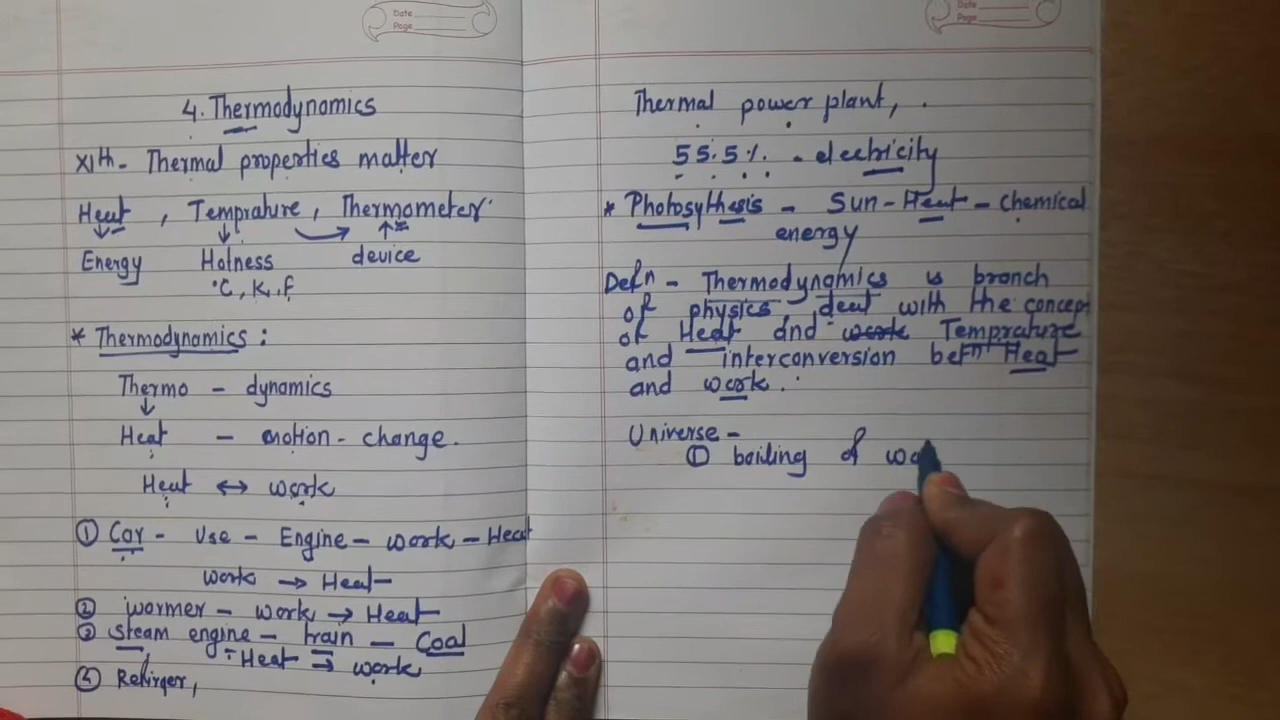 Date
Page
4. Thermodynomics
XIth - Thermal properties matter
Heat , Temprature , Thermometer
Energy Hotness device
°C, K, F
* Thermodynamics :
Thermo - dynamics
Heat - motion - change.
Heat ↔ work
① Car - Use - Engine - work - Heat
work → Heat
② wormer - work → Heat
③ steam engine - train - Coal
Heat → work
④ Refirger,
Date
Page
Thermal power plant,
55.5 % - electricity
* Photosythesis - Sun - Heat - chemical
energy
Defn - Thermodynamics is bronch
of physics, deal with the concept
of Heat and work Temprature
and interconversion betn Heat
and work.
Universe -
① boiling of wa